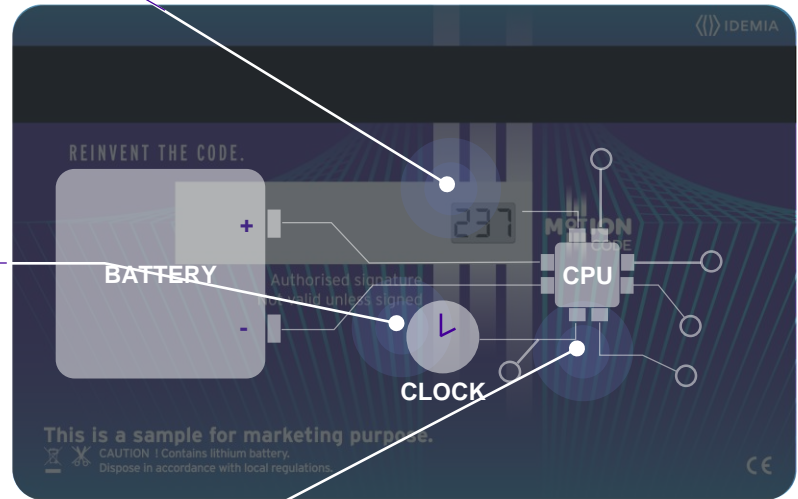 IDEMIA
REINVENT THE CODE.
+
237
MOTION
CODE
BATTERY
CPU
Authorised signature
Not valid unless signed
-
CLOCK
This is a sample for marketing purpose.
CAUTION ! Contains lithium battery.
Dispose in accordance with local regulations.
CE